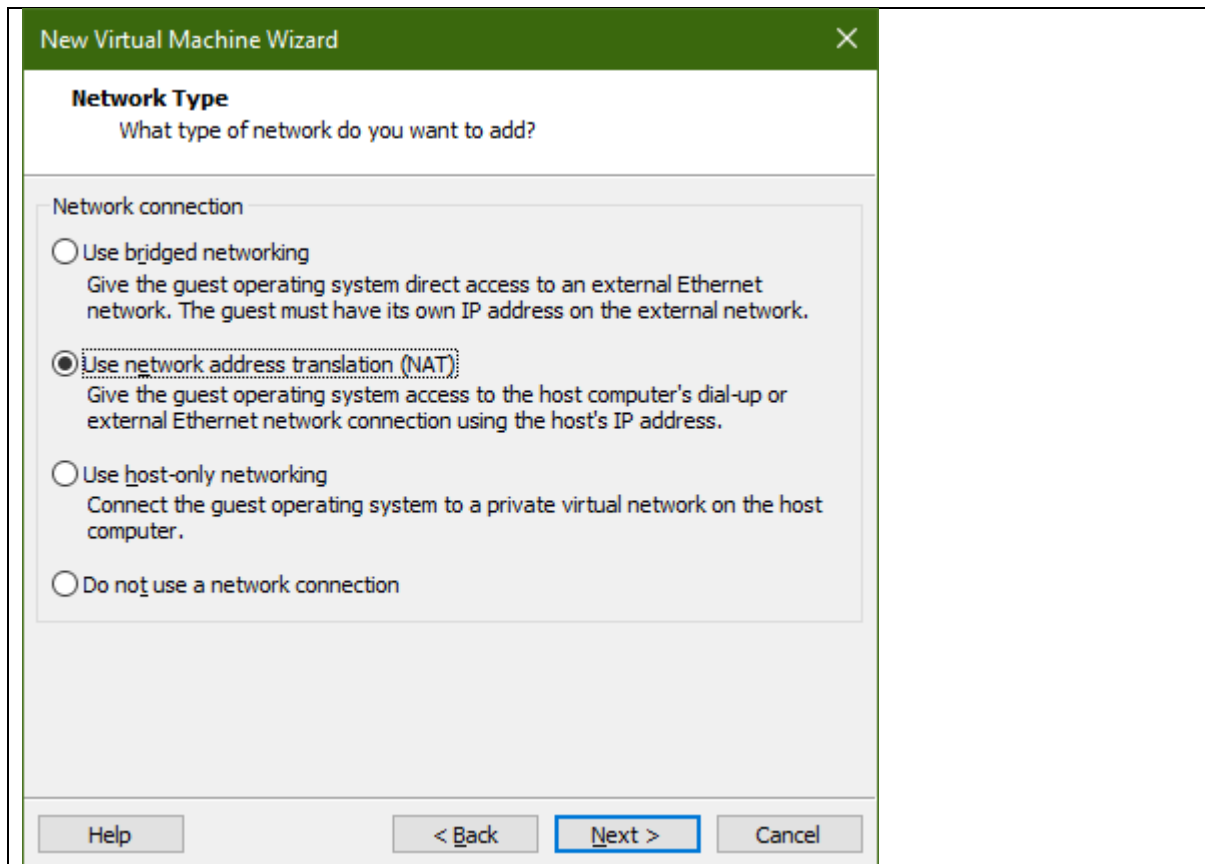 New Virtual Machine Wizard
Network Type
What type of network do you want to add?
Network connection
Use bridged networking
Give the guest operating system direct access to an external Ethernet
network. The guest must have its own IP address on the external network.
Use network address translation (NAT)
Give the guest operating system access to the host computer's dial-up or
external Ethernet network connection using the host's IP address.
Use host-only networking
Connect the guest operating system to a private virtual network on the host
computer.
Do not use a network connection
Help
< Back
Next >
Cancel